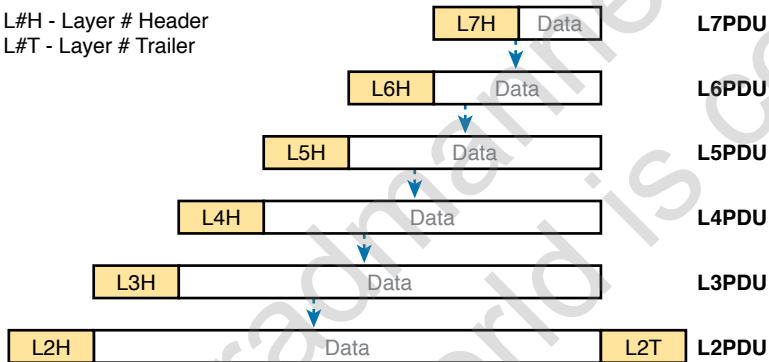 L#H - Layer # Header
L#T - Layer # Trailer
L7H Data L7PDU
L6H Data L6PDU
L5H Data L5PDU
L4H Data L4PDU
L3H Data L3PDU
L2H Data L2T L2PDU